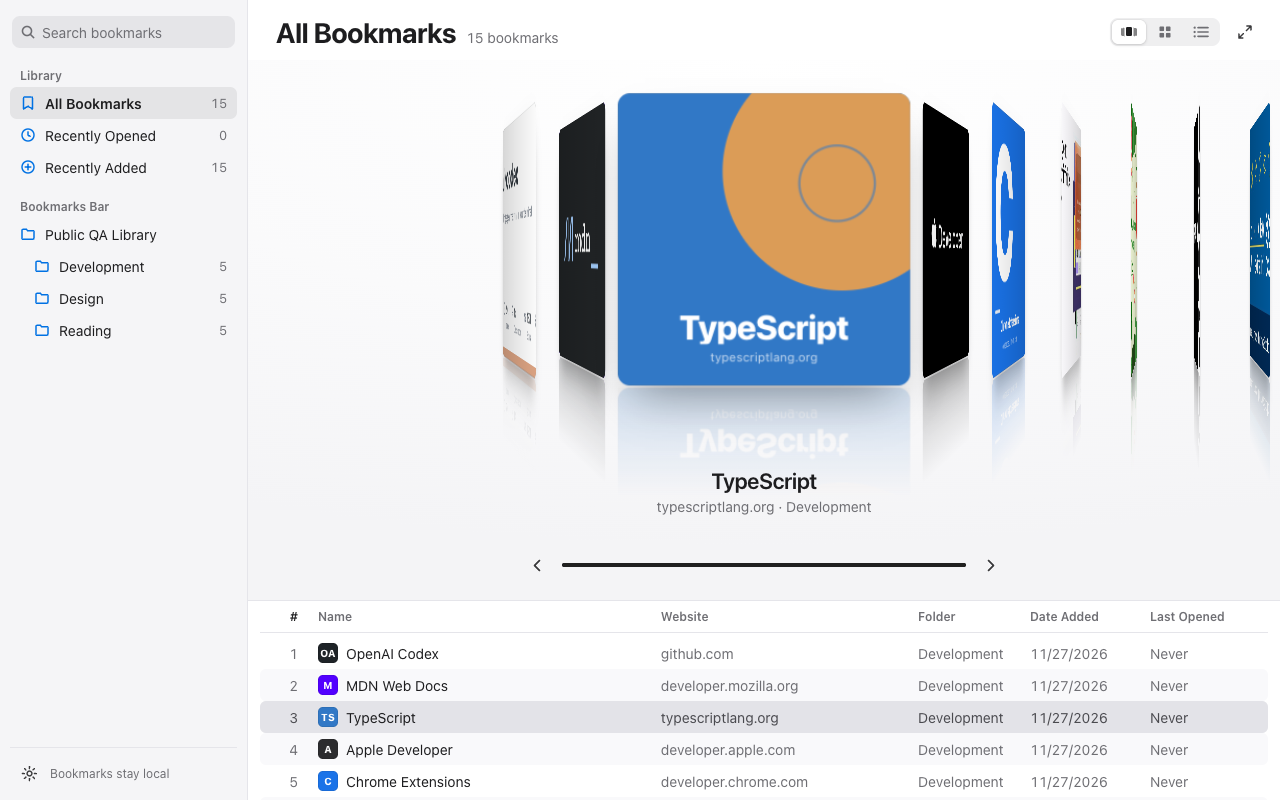 Search bookmarks
Library
All Bookmarks 15
Recently Opened 0
Recently Added 15
Bookmarks Bar
Public QA Library
Development 5
Design 5
Reading 5
Bookmarks stay local
All Bookmarks 15 bookmarks
TypeScript
typescriptlang.org
Developer
C
TypeScript
typescriptlang.org · Development
# Name Website Folder Date Added Last Opened
1 OA OpenAI Codex github.com Development 11/27/2026 Never
2 M MDN Web Docs developer.mozilla.org Development 11/27/2026 Never
3 TS TypeScript typescriptlang.org Development 11/27/2026 Never
4 A Apple Developer developer.apple.com Development 11/27/2026 Never
5 C Chrome Extensions developer.chrome.com Development 11/27/2026 Never